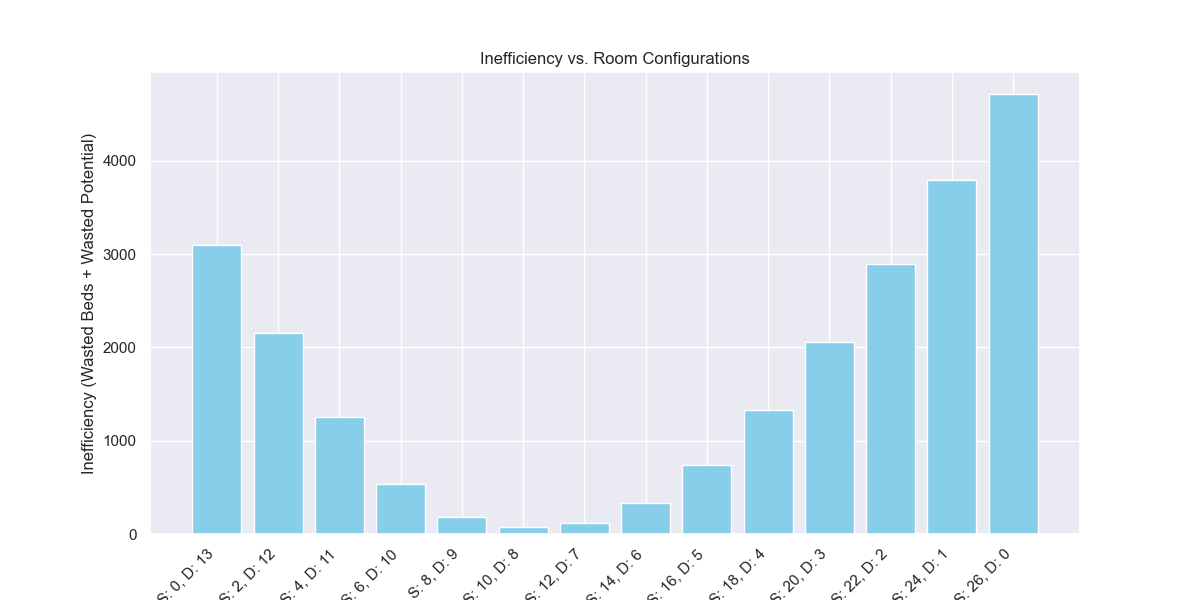 Inefficiency vs. Room Configurations
Inefficiency (Wasted Beds + Wasted Potential)
4000
3000
2000
1000
0
S: 0, D: 13
S: 2, D: 12
S: 4, D: 11
S: 6, D: 10
S: 8, D: 9
S: 10, D: 8
S: 12, D: 7
S: 14, D: 6
S: 16, D: 5
S: 18, D: 4
S: 20, D: 3
S: 22, D: 2
S: 24, D: 1
S: 26, D: 0